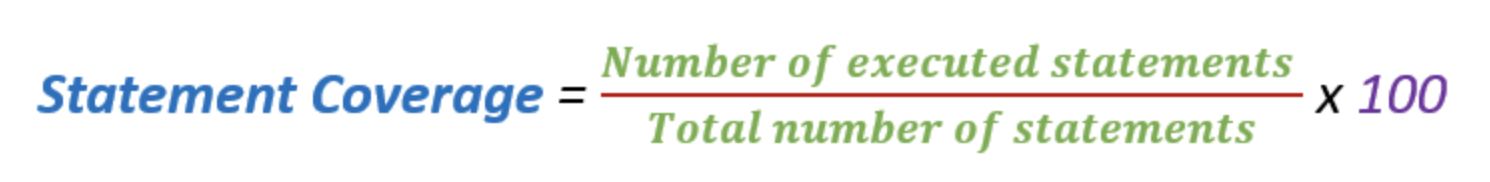 Statement Coverage = Number of executed statements / Total number of statements x 100